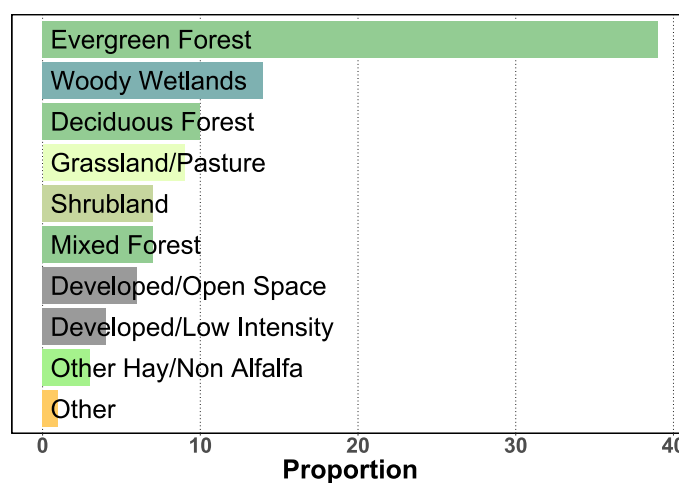 Evergreen Forest
Woody Wetlands
Deciduous Forest
Grassland/Pasture
Shrubland
Mixed Forest
Developed/Open Space
Developed/Low Intensity
Other Hay/Non Alfalfa
Other
0 10 20 30 40
Proportion